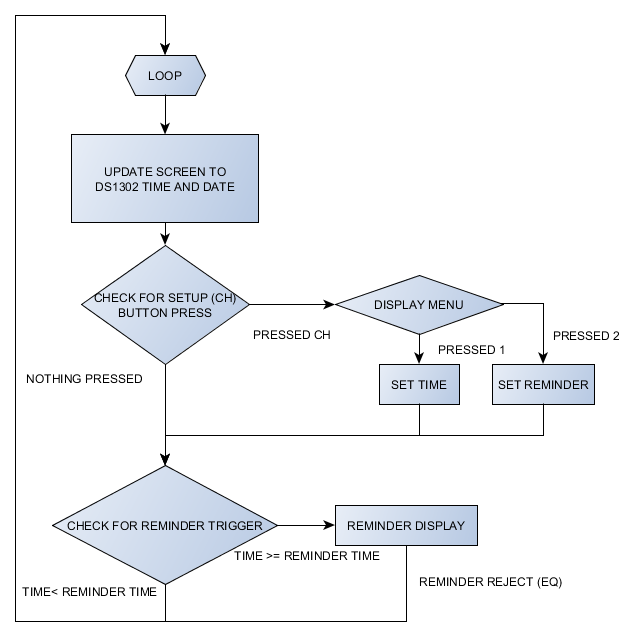 LOOP
UPDATE SCREEN TO
DS1302 TIME AND DATE
CHECK FOR SETUP (CH)
BUTTON PRESS
DISPLAY MENU
PRESSED CH
PRESSED 2
PRESSED 1
NOTHING PRESSED
SET TIME
SET REMINDER
CHECK FOR REMINDER TRIGGER
REMINDER DISPLAY
TIME >= REMINDER TIME
REMINDER REJECT (EQ)
TIME< REMINDER TIME